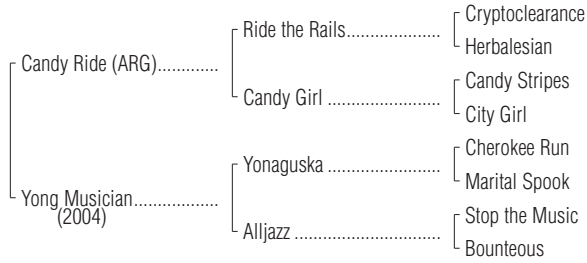 Cryptoclearance
Ride the Rails....................
Herbalesian
Candy Ride (ARG).............
Candy Stripes
Candy Girl ........................
City Girl
Cherokee Run
Yonaguska ........................
Marital Spook
Yong Musician..................
(2004)
Stop the Music
Alljazz ...............................
Bounteous